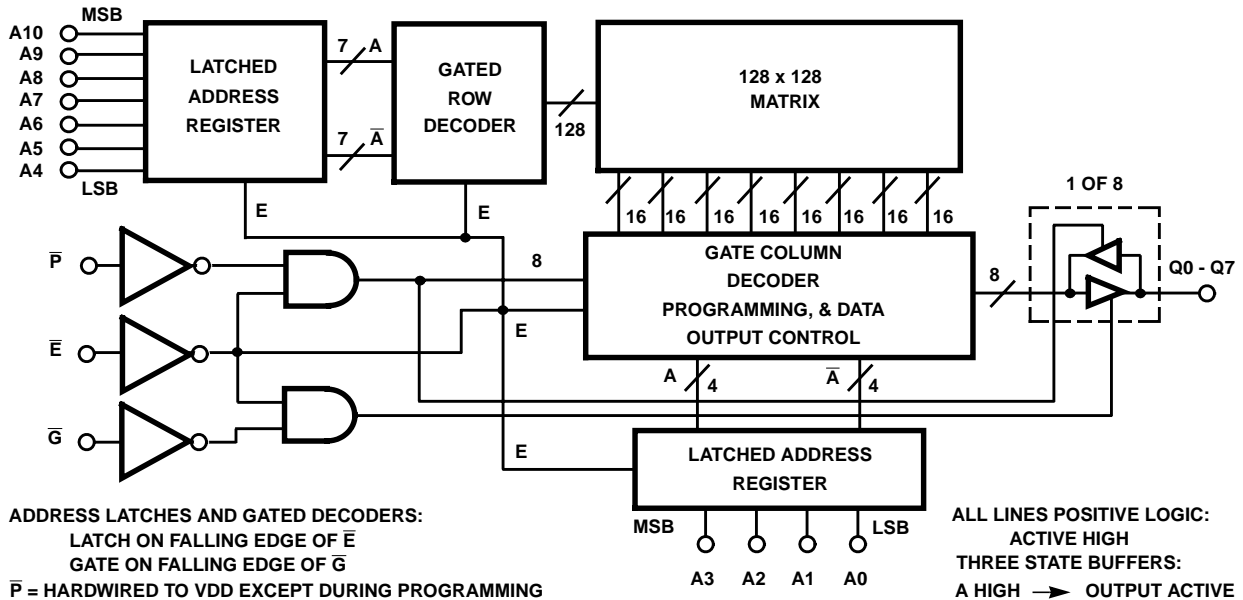 MSB
A10
A9
A8
A7
A6
A5
A4
LSB
LATCHED
ADDRESS
REGISTER
7 A
7 A̅
GATED
ROW
DECODER
128
128 x 128
MATRIX
E
E
16 16 16 16 16 16 16 16
1 OF 8
P̅
E̅
G̅
8
E
GATE COLUMN
DECODER
PROGRAMMING, & DATA
OUTPUT CONTROL
8
Q0 - Q7
A 4
A̅ 4
E
LATCHED ADDRESS
REGISTER
MSB
LSB
A3 A2 A1 A0
ADDRESS LATCHES AND GATED DECODERS:
LATCH ON FALLING EDGE OF E̅
GATE ON FALLING EDGE OF G̅
P̅ = HARDWIRED TO VDD EXCEPT DURING PROGRAMMING
ALL LINES POSITIVE LOGIC:
ACTIVE HIGH
THREE STATE BUFFERS:
A HIGH → OUTPUT ACTIVE